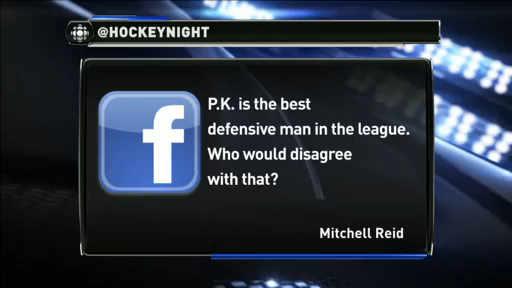 @HOCKEYNIGHT
P.K. is the best
defensive man in the league.
Who would disagree
with that?
Mitchell Reid